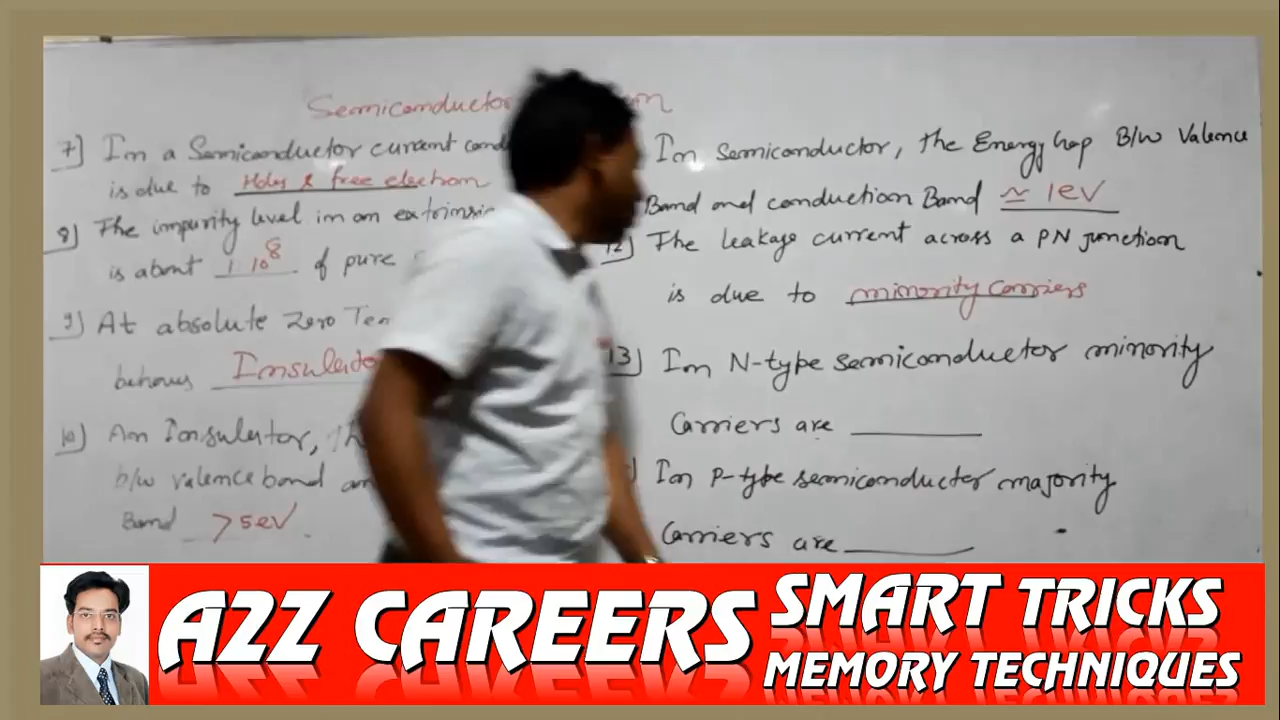 Semiconductor
7] In a Semiconductor current cond
is due to Holes & free electron
8] The impurity level in an extrinsic
is about 1 10⁸ of pure
9] At absolute Zero Tem
behaves Insulator
10] An Insulator, th
b/w valence band an
Band >5eV.
In semiconductor, the Energy Gap B/w Valence
Band and conduction Band ≃ 1eV
12] The leakage current across a PN junction
is due to minority carriers
13] In N-type semiconductor minority
Carriers are
In P-type semiconductor majority
Carriers are
A2Z CAREERS
SMART TRICKS
MEMORY TECHNIQUES